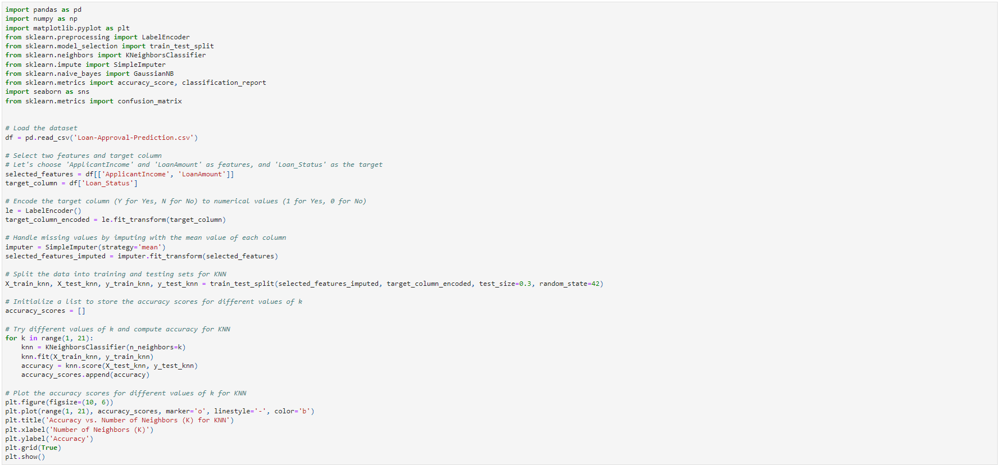 import pandas as pd
import numpy as np
import matplotlib.pyplot as plt
from sklearn.preprocessing import LabelEncoder
from sklearn.model_selection import train_test_split
from sklearn.neighbors import KNeighborsClassifier
from sklearn.impute import SimpleImputer
from sklearn.naive_bayes import GaussianNB
from sklearn.metrics import accuracy_score, classification_report
import seaborn as sns
from sklearn.metrics import confusion_matrix
# Load the dataset
df = pd.read_csv('Loan-Approval-Prediction.csv')
# Select two features and target column
# Let's choose 'ApplicantIncome' and 'LoanAmount' as features, and 'Loan_Status' as the target
selected_features = df[['ApplicantIncome', 'LoanAmount']]
target_column = df['Loan_Status']
# Encode the target column (Y for Yes, N for No) to numerical values (1 for Yes, 0 for No)
le = LabelEncoder()
target_column_encoded = le.fit_transform(target_column)
# Handle missing values by imputing with the mean value of each column
imputer = SimpleImputer(strategy='mean')
selected_features_imputed = imputer.fit_transform(selected_features)
# Split the data into training and testing sets for KNN
X_train_knn, X_test_knn, y_train_knn, y_test_knn = train_test_split(selected_features_imputed, target_column_encoded, test_size=0.3, random_state=42)
# Initialize a list to store the accuracy scores for different values of k
accuracy_scores = []
# Try different values of k and compute accuracy for KNN
for k in range(1, 21):
    knn = KNeighborsClassifier(n_neighbors=k)
    knn.fit(X_train_knn, y_train_knn)
    accuracy = knn.score(X_test_knn, y_test_knn)
    accuracy_scores.append(accuracy)
# Plot the accuracy scores for different values of k for KNN
plt.figure(figsize=(10, 6))
plt.plot(range(1, 21), accuracy_scores, marker='o', linestyle='-', color='b')
plt.title('Accuracy vs. Number of Neighbors (K) for KNN')
plt.xlabel('Number of Neighbors (K)')
plt.ylabel('Accuracy')
plt.grid(True)
plt.show()